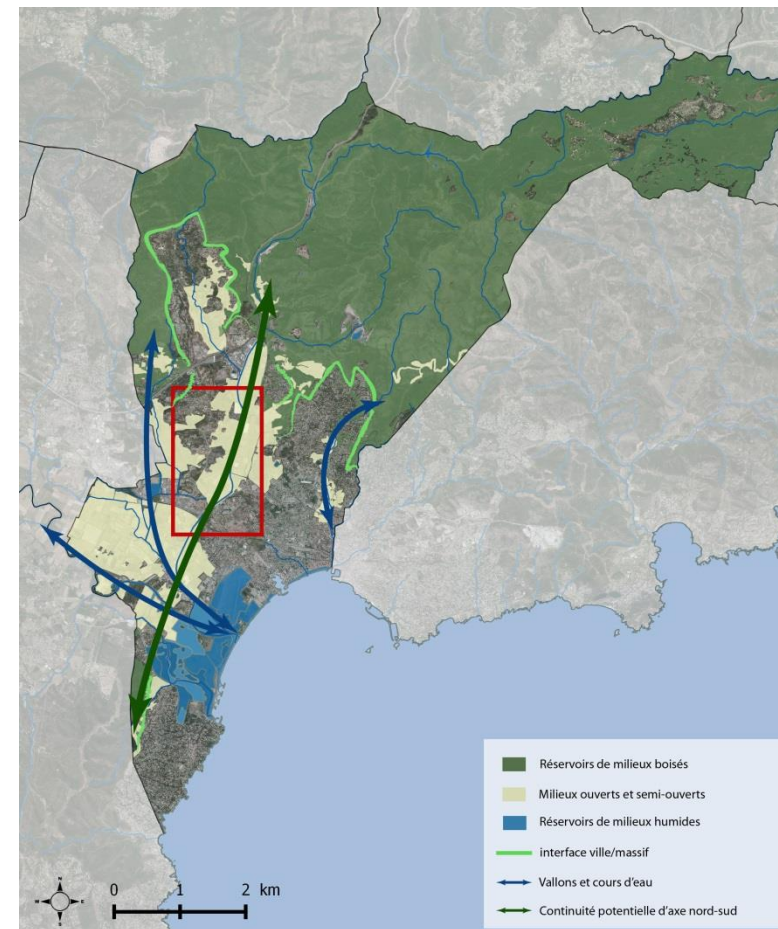 Réservoirs de milieux boisés
Milieux ouverts et semi-ouverts
Réservoirs de milieux humides
interface ville/massif
Vallons et cours d'eau
Continuité potentielle d'axe nord-sud
0 1 2 km